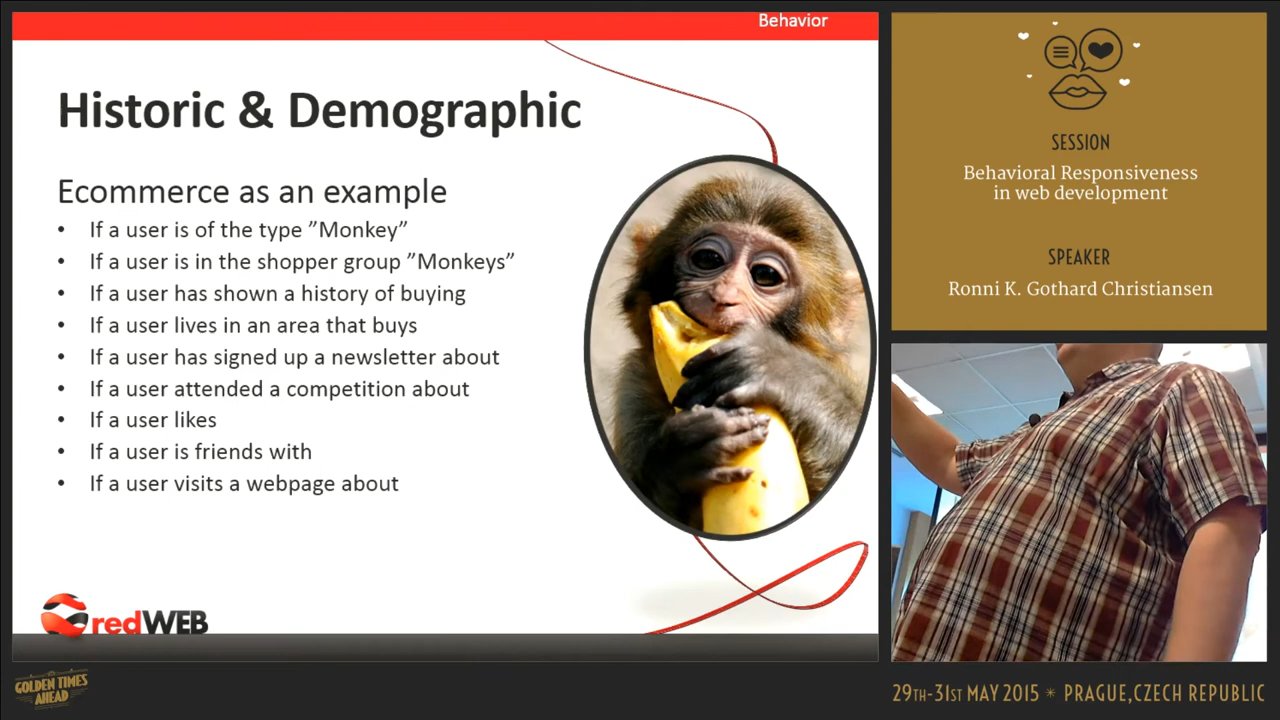 Behavior
Historic & Demographic
Ecommerce as an example
• If a user is of the type ”Monkey”
• If a user is in the shopper group ”Monkeys”
• If a user has shown a history of buying
• If a user lives in an area that buys
• If a user has signed up a newsletter about
• If a user attended a competition about
• If a user likes
• If a user is friends with
• If a user visits a webpage about
redWEB
SESSION
Behavioral Responsiveness
in web development
SPEAKER
Ronni K. Gothard Christiansen
GOLDEN TIMES
AHEAD
29TH-31ST MAY 2015 * PRAGUE,CZECH REPUBLIC